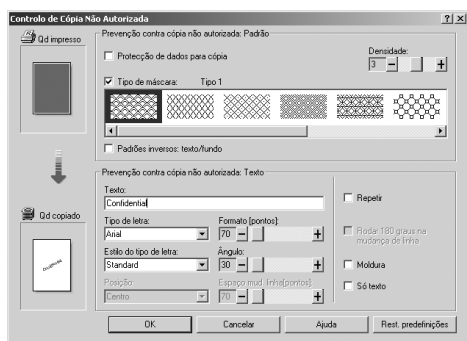 Controlo de Cópia Não Autorizada
Qd impresso
Prevenção contra cópia não autorizada: Padrão
Protecção de dados para cópia
Densidade:
3
Tipo de máscara: Tipo 1
Padrões inversos: texto/fundo
Qd copiado
Confidential
Prevenção contra cópia não autorizada: Texto
Texto:
Confidential
Repetir
Tipo de letra: Formato [pontos]:
Arial 70
Rodar 180 graus na
mudança de linha
Estilo do tipo de letra: Ângulo:
Standard 30
Moldura
Posição: Espaço mud. linha[pontos]:
Centro 70
Só texto
OK Cancelar Ajuda Rest. predefinições